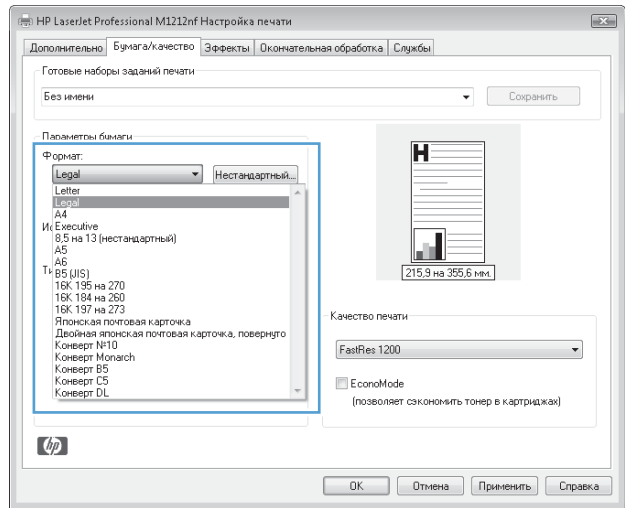 HP LaserJet Professional M1212nf Настройка печати
Дополнительно Бумага/качество Эффекты Окончательная обработка Службы
Готовые наборы заданий печати
Без имени
Сохранить
Параметры бумаги
Формат:
Legal
Нестандартный...
Letter
Legal
A4
Executive
8,5 на 13 (нестандартный)
A5
A6
B5 (JIS)
16K 195 на 270
16K 184 на 260
16K 197 на 273
Японская почтовая карточка
Двойная японская почтовая карточка, повернуто
Конверт №10
Конверт Monarch
Конверт B5
Конверт C5
Конверт DL
H
215,9 на 355,6 мм.
Качество печати
FastRes 1200
EconoMode
(позволяет сэкономить тонер в картриджах)
hp
OK Отмена Применить Справка